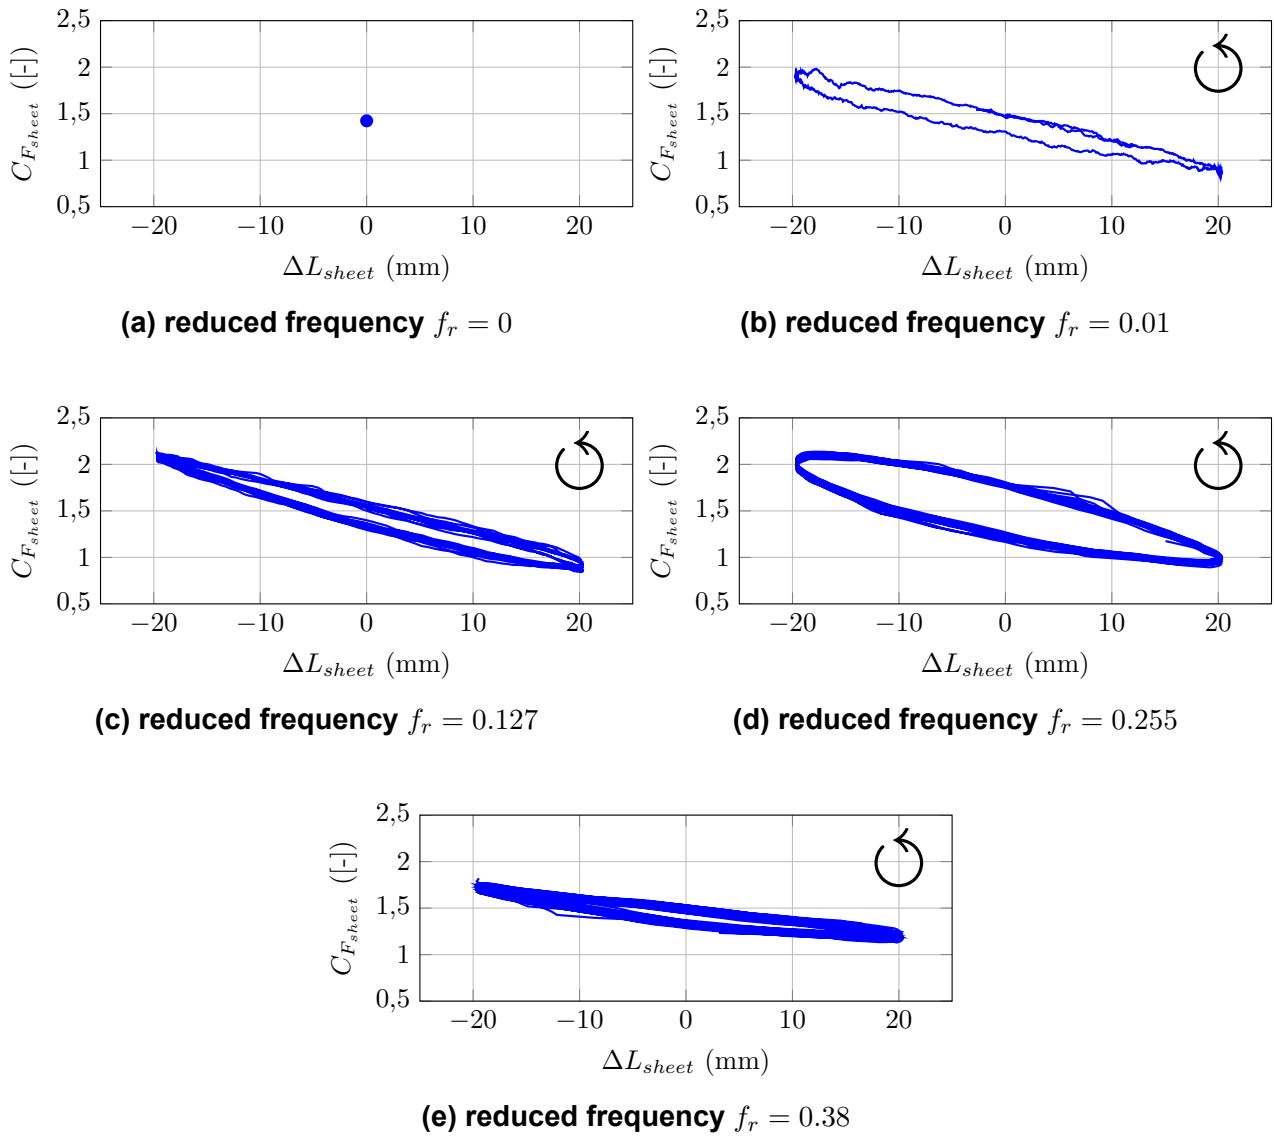 2,5
2
1,5
1
0,5
C_{F_{sheet}} ([-])
−20 −10 0 10 20
ΔL_{sheet} (mm)
(a) reduced frequency f_r = 0
2,5
2
1,5
1
0,5
C_{F_{sheet}} ([-])
−20 −10 0 10 20
ΔL_{sheet} (mm)
(b) reduced frequency f_r = 0.01
2,5
2
1,5
1
0,5
C_{F_{sheet}} ([-])
−20 −10 0 10 20
ΔL_{sheet} (mm)
(c) reduced frequency f_r = 0.127
2,5
2
1,5
1
0,5
C_{F_{sheet}} ([-])
−20 −10 0 10 20
ΔL_{sheet} (mm)
(d) reduced frequency f_r = 0.255
2,5
2
1,5
1
0,5
C_{F_{sheet}} ([-])
−20 −10 0 10 20
ΔL_{sheet} (mm)
(e) reduced frequency f_r = 0.38